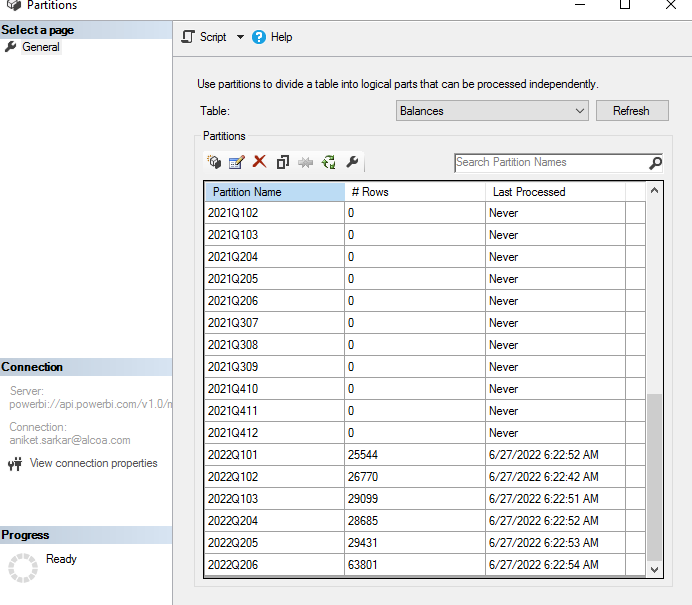 Partitions
Select a page
General
Script
Help
Use partitions to divide a table into logical parts that can be processed independently.
Table:
Balances
Refresh
Partitions
Search Partition Names
Partition Name # Rows Last Processed
2021Q102 0 Never
2021Q103 0 Never
2021Q204 0 Never
2021Q205 0 Never
2021Q206 0 Never
2021Q307 0 Never
2021Q308 0 Never
2021Q309 0 Never
2021Q410 0 Never
2021Q411 0 Never
2021Q412 0 Never
2022Q101 25544 6/27/2022 6:22:52 AM
2022Q102 26770 6/27/2022 6:22:42 AM
2022Q103 29099 6/27/2022 6:22:51 AM
2022Q204 28685 6/27/2022 6:22:52 AM
2022Q205 29431 6/27/2022 6:22:53 AM
2022Q206 63801 6/27/2022 6:22:54 AM
Connection
Server:
powerbi://api.powerbi.com/v1.0/m
Connection:
aniket.sarkar@alcoa.com
View connection properties
Progress
Ready